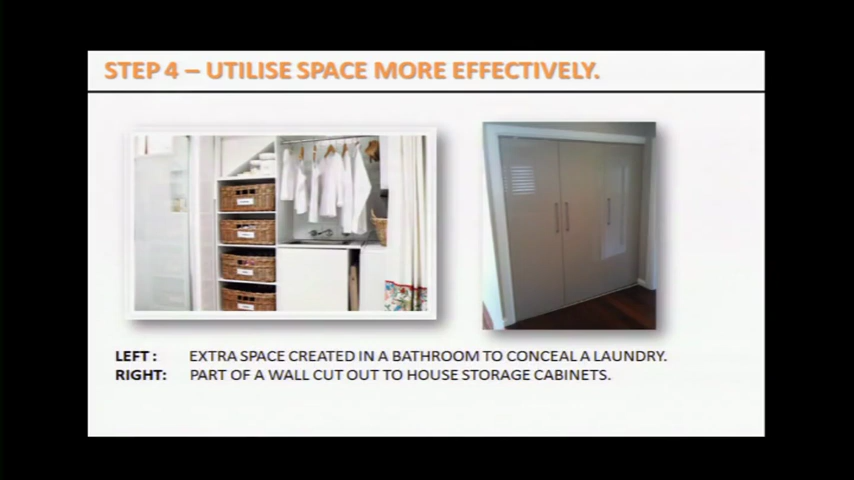 STEP 4 – UTILISE SPACE MORE EFFECTIVELY.
LEFT : EXTRA SPACE CREATED IN A BATHROOM TO CONCEAL A LAUNDRY.
RIGHT: PART OF A WALL CUT OUT TO HOUSE STORAGE CABINETS.